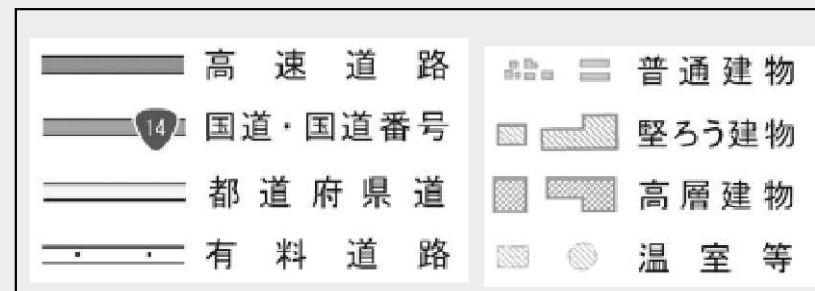 高速道路
14 国道・国道番号
都道府県道
有料道路
普通建物
堅ろう建物
高層建物
温室等